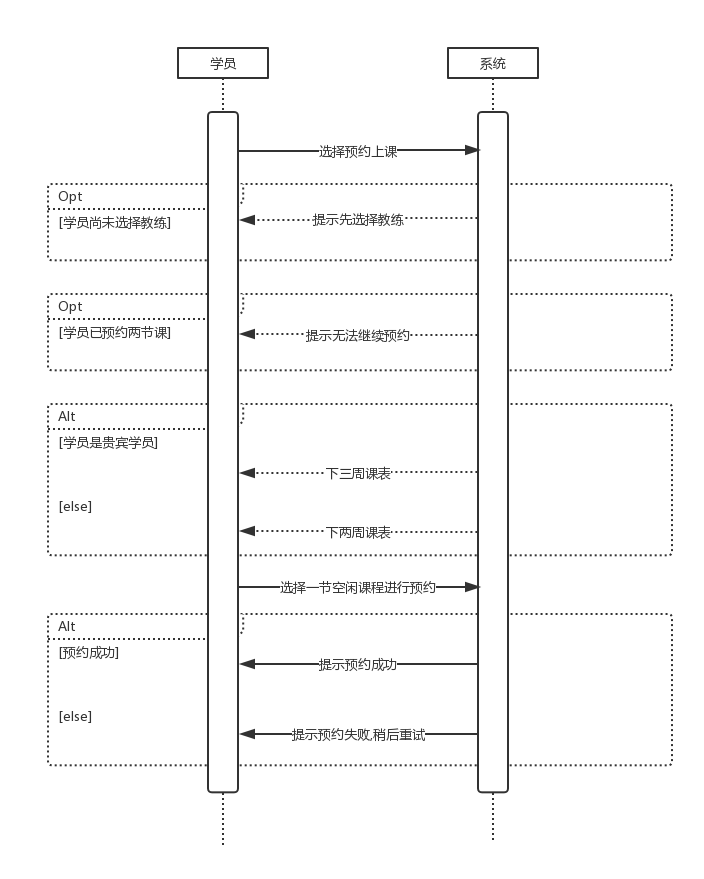 学员
系统
选择预约上课
Opt
[学员尚未选择教练]
提示先选择教练
Opt
[学员已预约两节课]
提示无法继续预约
Alt
[学员是贵宾学员]
下三周课表
[else]
下两周课表
选择一节空闲课程进行预约
Alt
[预约成功]
提示预约成功
[else]
提示预约失败,稍后重试